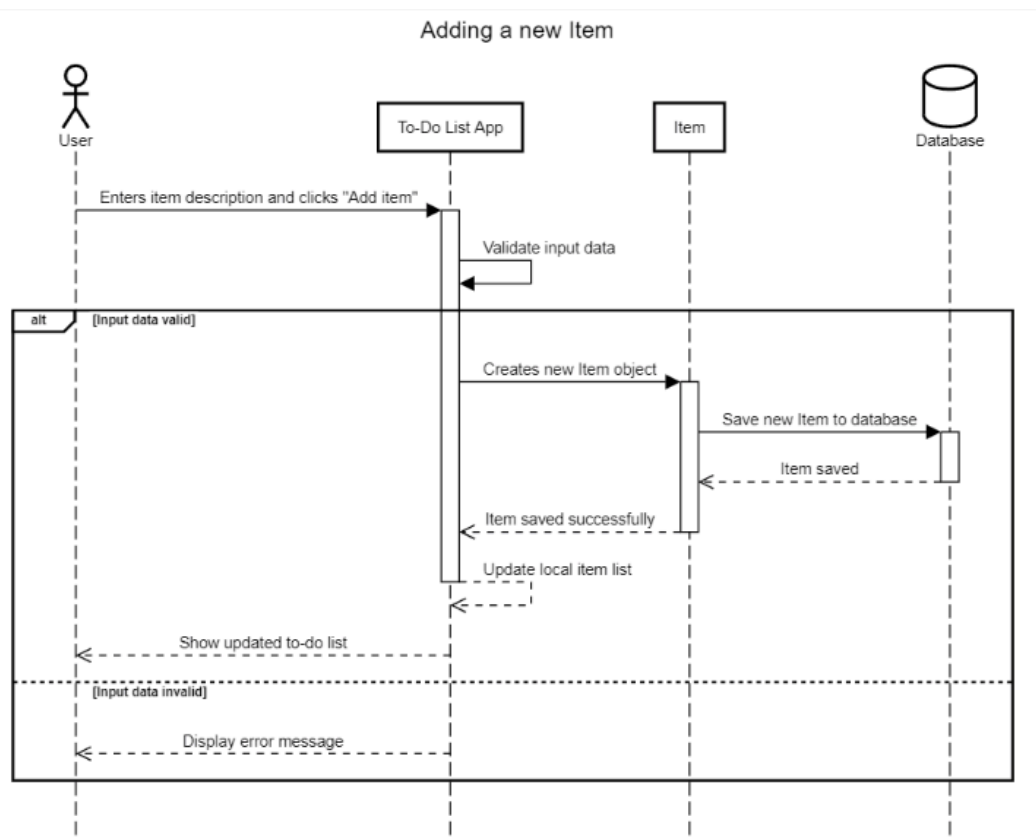 Adding a new Item
User
To-Do List App
Item
Database
Enters item description and clicks "Add item"
Validate input data
alt
[Input data valid]
Creates new Item object
Save new Item to database
Item saved
Item saved successfully
Update local item list
Show updated to-do list
[Input data invalid]
Display error message